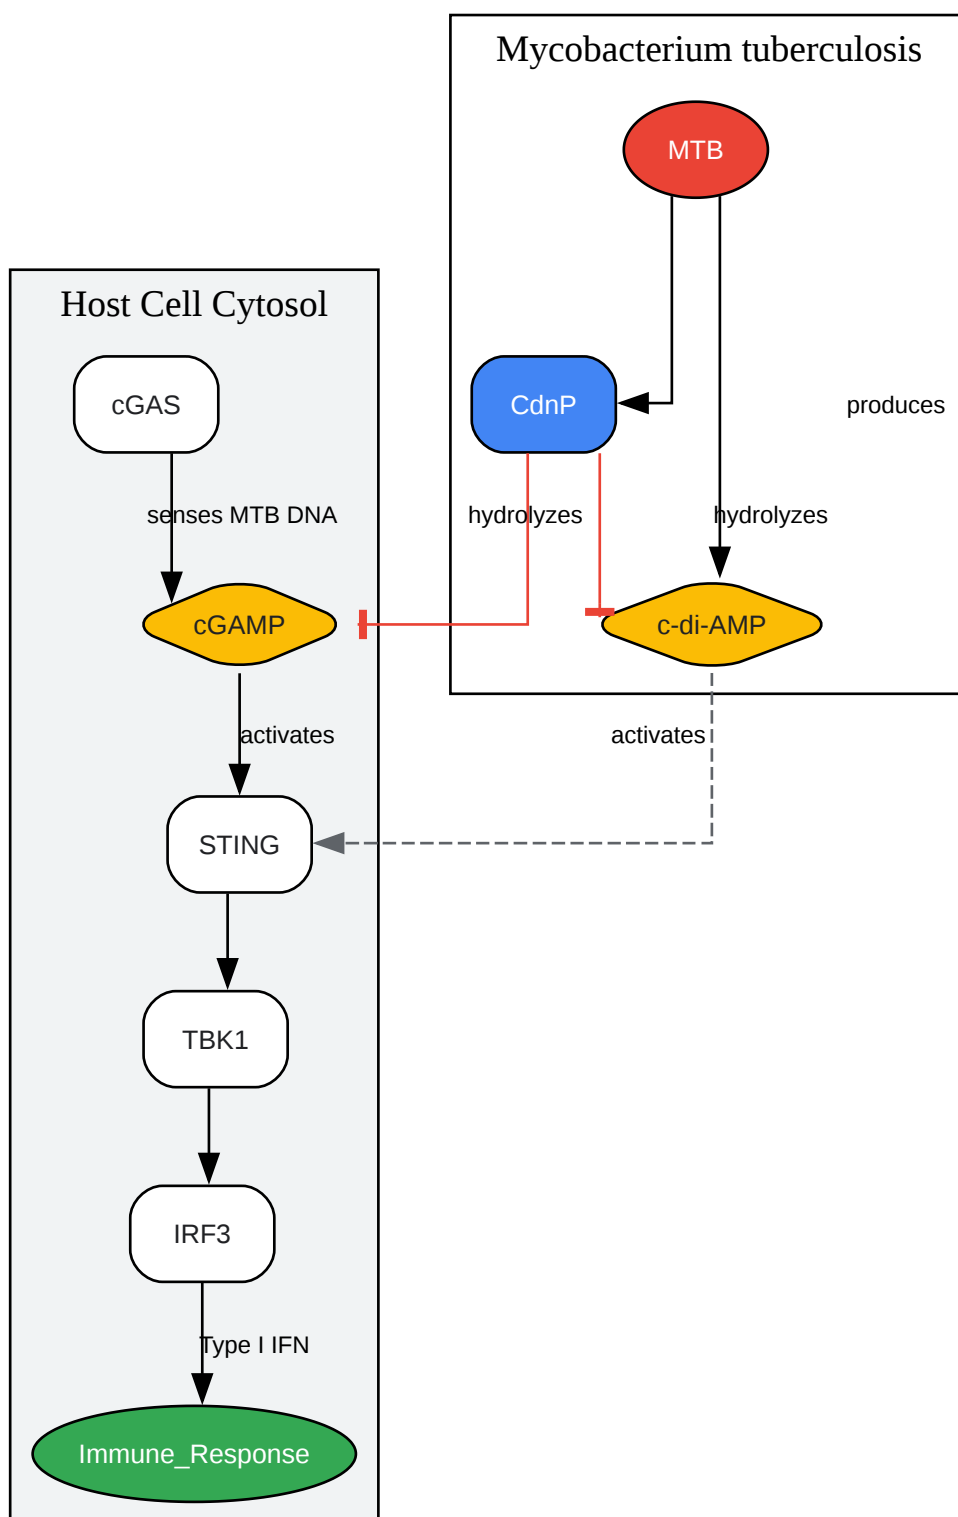 Mycobacterium tuberculosis
MTB
Host Cell Cytosol
cGAS
CdnP
produces
senses MTB DNA
hydrolyzes
hydrolyzes
cGAMP
c-di-AMP
activates
activates
STING
TBK1
IRF3
Type I IFN
Immune_Response